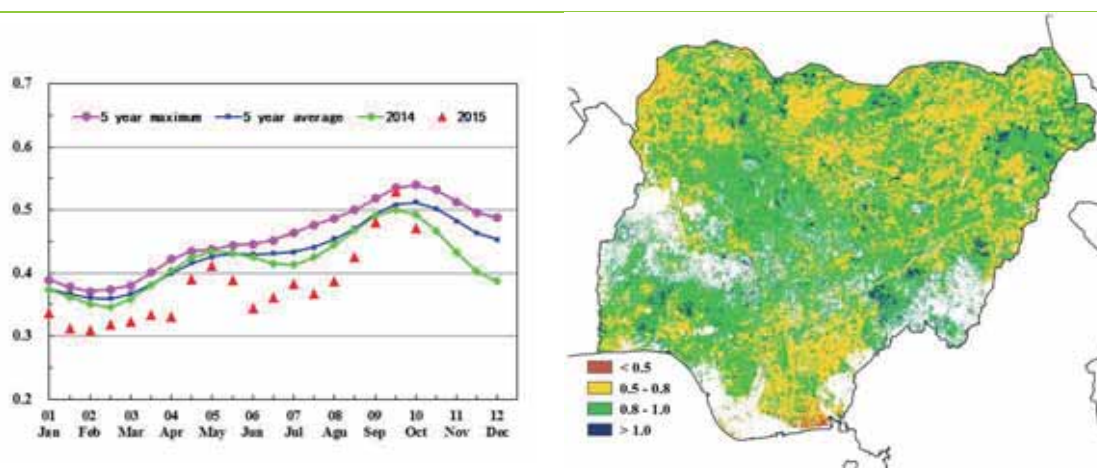 0.7
5 year maximum 5 year average 2014 2015
0.6
0.5
0.4
0.3
0.2
01 02 03 04 05 06 07 08 09 10 11 12
Jan Feb Mar Apr May Jun Jul Agu Sep Oct Nov Dec
< 0.5
0.5 - 0.8
0.8 - 1.0
> 1.0